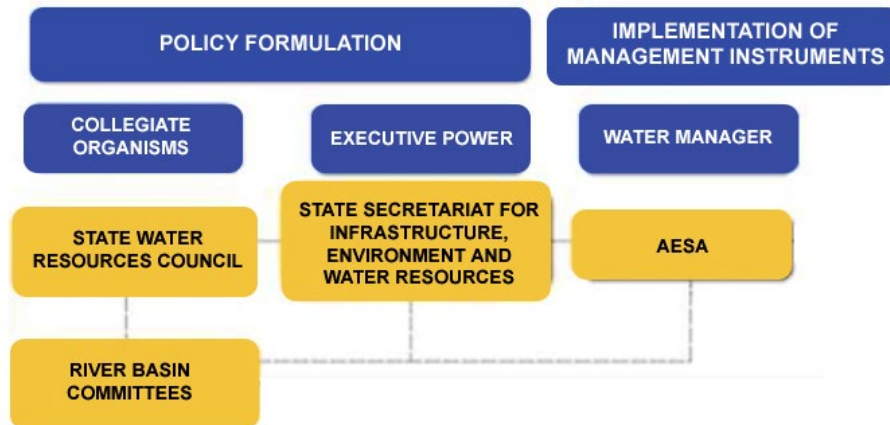 POLICY FORMULATION
IMPLEMENTATION OF
MANAGEMENT INSTRUMENTS
COLLEGIATE
ORGANISMS
EXECUTIVE POWER
WATER MANAGER
STATE WATER
RESOURCES COUNCIL
STATE SECRETARIAT FOR
INFRASTRUCTURE,
ENVIRONMENT AND
WATER RESOURCES
AESA
RIVER BASIN
COMMITTEES